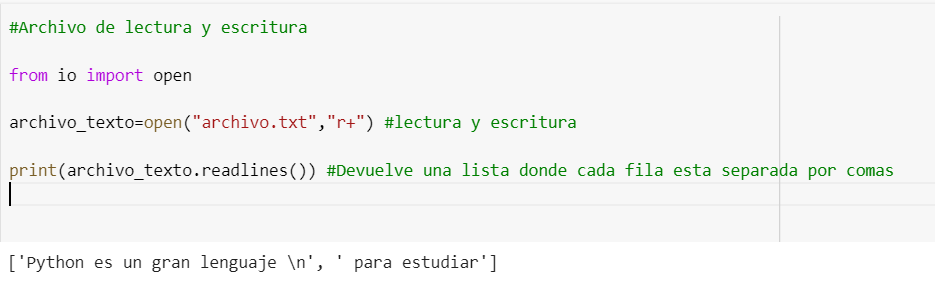 #Archivo de lectura y escritura
from io import open
archivo_texto=open("archivo.txt","r+") #lectura y escritura
print(archivo_texto.readlines()) #Devuelve una lista donde cada fila esta separada por comas
['Python es un gran lenguaje \n', ' para estudiar']